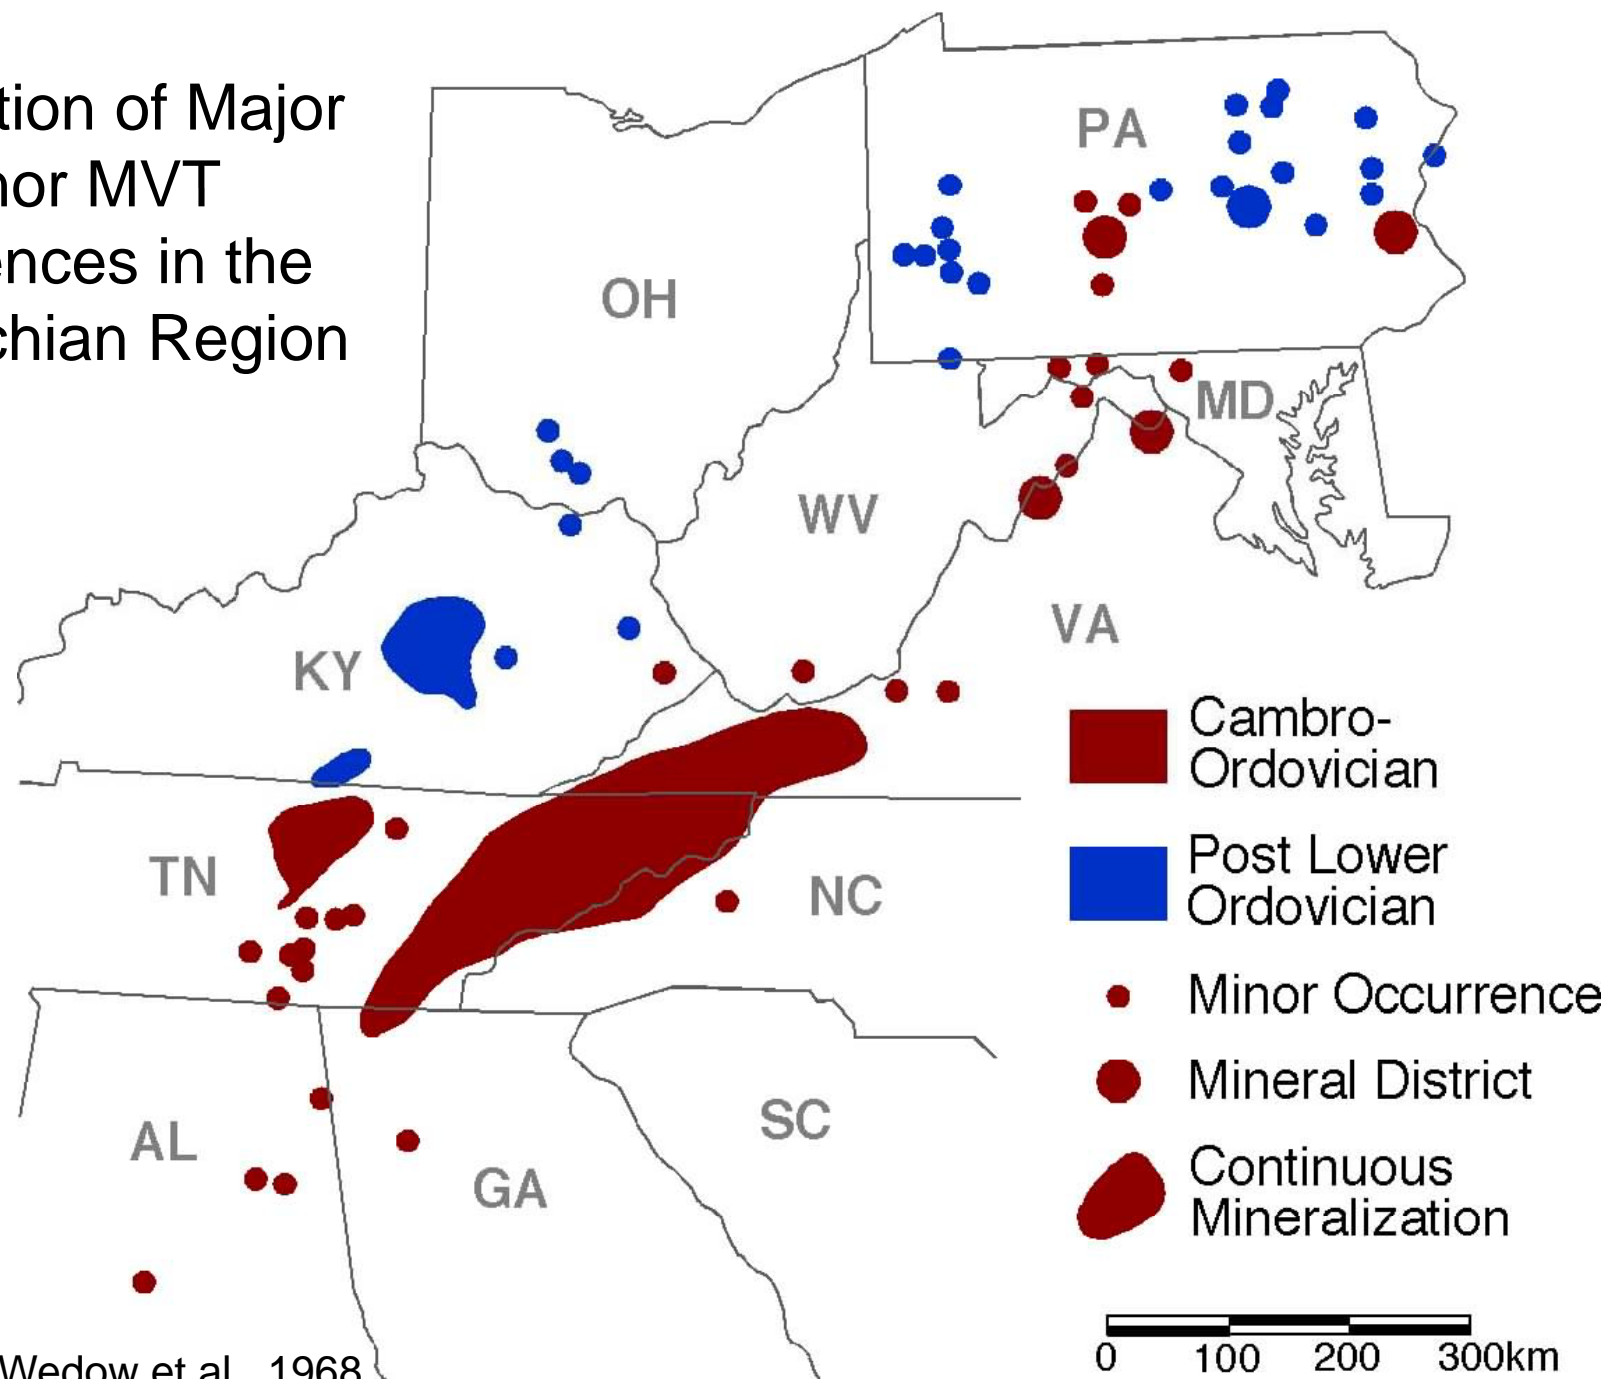 tion of Major
nor MVT
ences in the
chian Region
PA
OH
MD
WV
VA
KY
TN
NC
AL
GA
SC
Cambro-
Ordovician
Post Lower
Ordovician
Minor Occurrence
Mineral District
Continuous
Mineralization
0 100 200 300km
Wedow et al., 1968